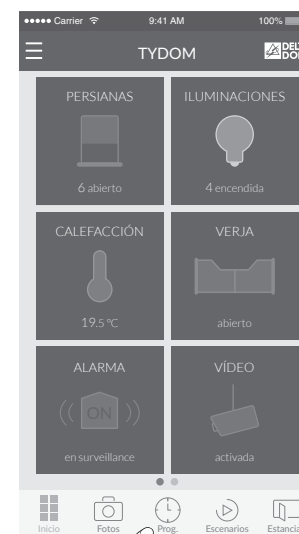 Carrier 9:41 AM 100%
TYDOM
PERSIANAS ILUMINACIONES
6 abierto 4 encendida
CALEFACCIÓN VERJA
19.5 ºC abierto
ALARMA VÍDEO
ON
en surveillance activada
Inicio Fotos Prog. Escenarios